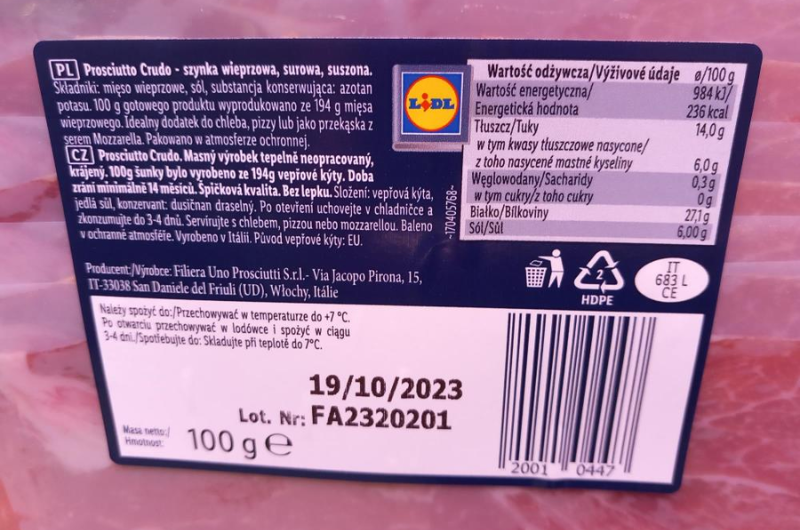 PL Prosciutto Crudo - szynka wieprzowa, surowa, suszona.
Składniki: mięso wieprzowe, sól, substancja konserwująca: azotan
potasu. 100 g gotowego produktu wyprodukowano ze 194 g mięsa
wieprzowego. Idealny dodatek do chleba, pizzy lub jako przekąska z
serem Mozzarella. Pakowano w atmosferze ochronnej.
CZ Prosciutto Crudo. Masný výrobek tepelně neopracovaný,
krájený. 100g šunky bylo vyrobeno ze 194g vepřové kýty. Doba
zrání minimálně 14 měsíců. Špičková kvalita. Bez lepku. Složení: vepřová kýta,
jedlá sůl, konzervant: dusičnan draselný. Po otevření uchovejte v chladničce a
zkonzumujte do 3-4 dnů. Servírujte s chlebem, pizzou nebo mozzarellou. Baleno
v ochranné atmosféře. Vyrobeno v Itálii. Původ vepřové kýty: EU.
Producent:/Výrobce: Filiera Uno Prosciutti S.r.l.- Via Jacopo Pirona, 15,
IT-33038 San Daniele del Friuli (UD), Włochy, Itálie
LIDL
-170405768-
Wartość odżywcza/Výživové údaje ø/100 g
Wartość energetyczna/ 984 kJ/
Energetická hodnota 236 kcal
Tłuszcz/Tuky 14,0 g
w tym kwasy tłuszczowe nasycone/
z toho nasycené mastné kyseliny 6,0 g
Węglowodany/Sacharidy 0,3 g
w tym cukry/z toho cukry 0 g
Białko/Bílkoviny 27,1 g
Sól/Sůl 6,00 g
2
HDPE
IT
683 L
CE
Należy spożyć do:/Przechowywać w temperaturze do +7 °C.
Po otwarciu przechowywać w lodówce i spożyć w ciągu
3-4 dni./Spotřebujte do: Skladujte při teplotě do 7°C.
19/10/2023
Lot. Nr: FA2320201
Masa netto:/
Hmotnost:
100 g e
2001 0447